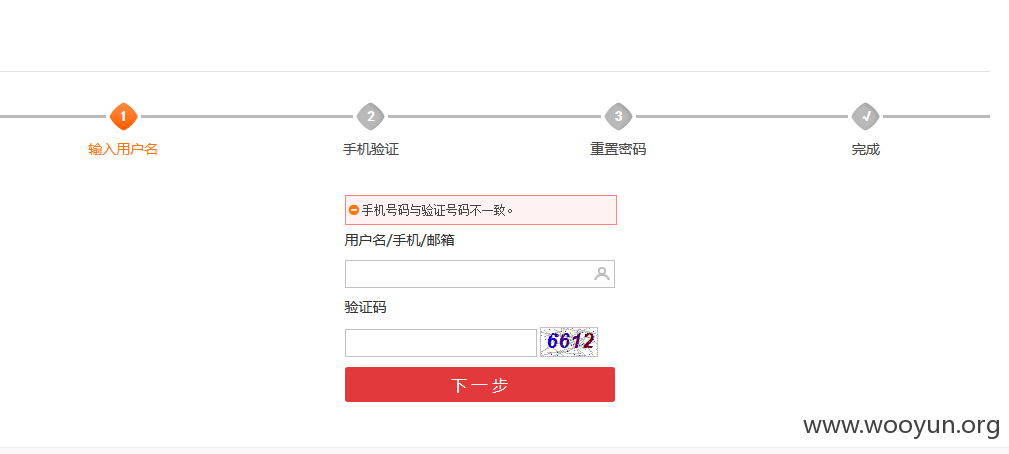 1 2 3 √
输入用户名 手机验证 重置密码 完成
手机号码与验证号码不一致。
用户名/手机/邮箱
验证码
6612
下一步
www.wooyun.org